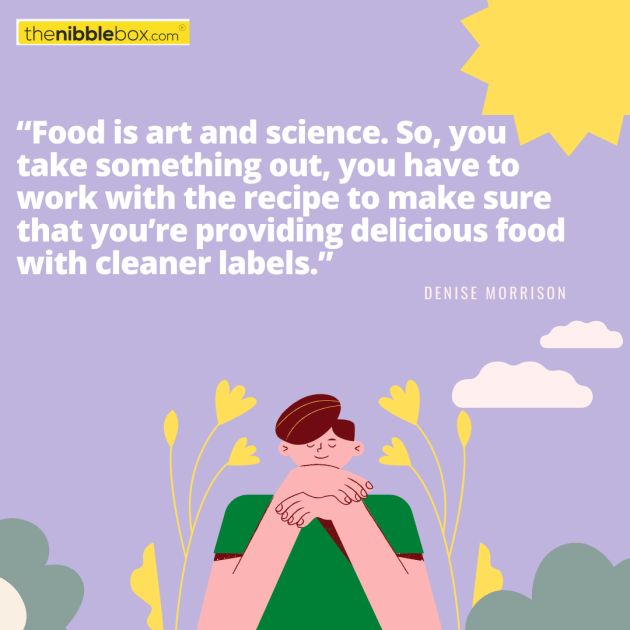 thenibblebox.com®
“Food is art and science. So, you
take something out, you have to
work with the recipe to make sure
that you’re providing delicious food
with cleaner labels.”
DENISE MORRISON